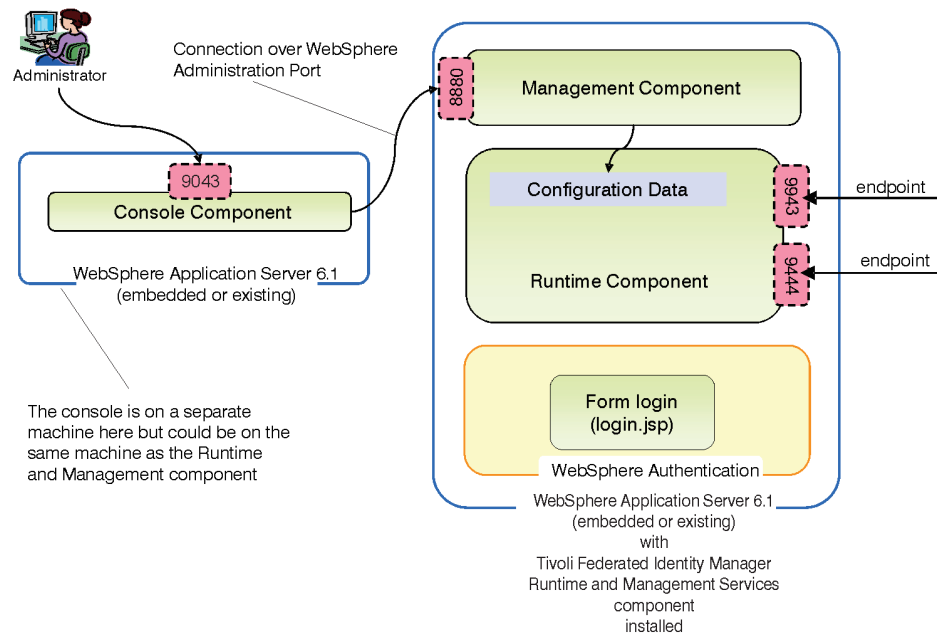 Administrator
Connection over WebSphere
Administration Port
8880
Management Component
9043
Console Component
WebSphere Application Server 6.1
(embedded or existing)
Configuration Data
Runtime Component
9943
endpoint
9444
endpoint
The console is on a separate
machine here but could be on the
same machine as the Runtime
and Management component
Form login
(login.jsp)
WebSphere Authentication
WebSphere Application Server 6.1
(embedded or existing)
with
Tivoli Federated Identity Manager
Runtime and Management Services
component
installed